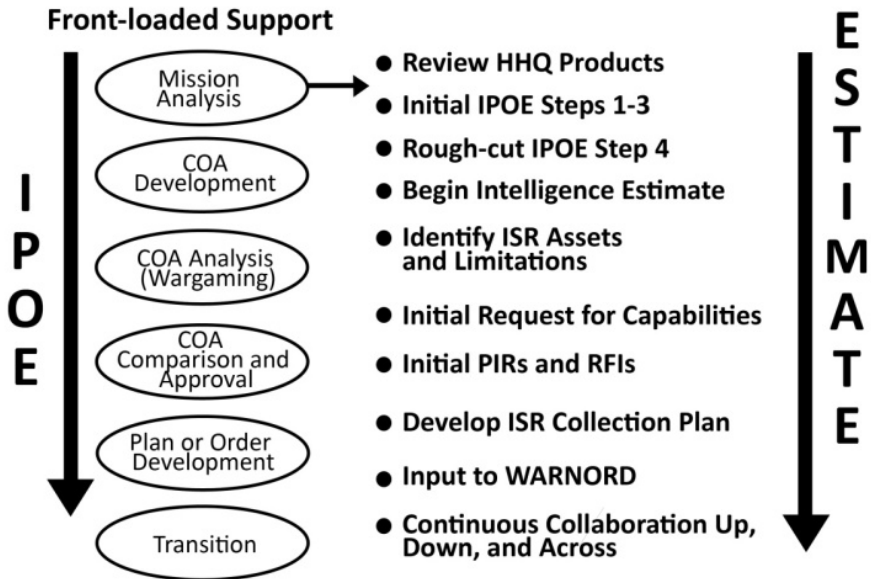 Front-loaded Support
IPOE
Mission
Analysis
COA
Development
COA Analysis
(Wargaming)
COA
Comparison and
Approval
Plan or Order
Development
Transition
● Review HHQ Products
● Initial IPOE Steps 1-3
● Rough-cut IPOE Step 4
● Begin Intelligence Estimate
● Identify ISR Assets
and Limitations
● Initial Request for Capabilities
● Initial PIRs and RFIs
● Develop ISR Collection Plan
● Input to WARNORD
● Continuous Collaboration Up,
Down, and Across
ESTIMATE